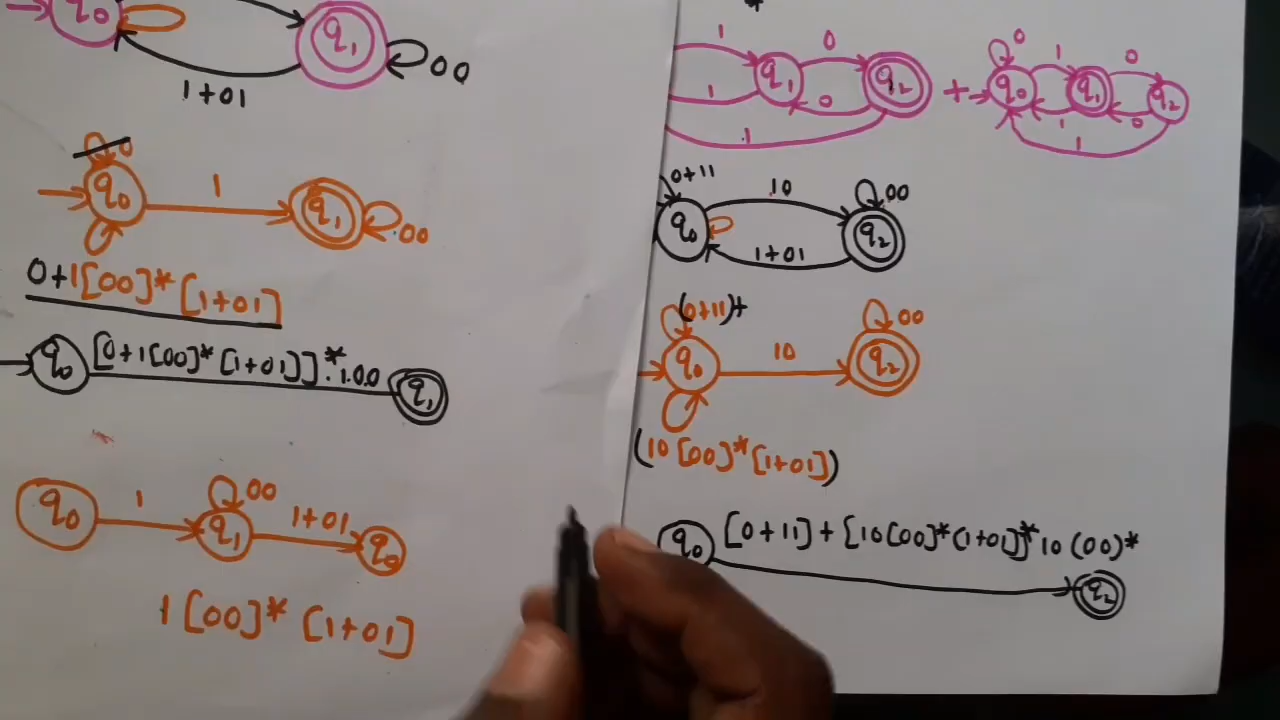 q0
q1
00
1+01
0
q0
1
q1
00
0+1[00]*[1+01]
q0
[0+1[00]*[1+01]]*.1.00
q1
q0
1
00
q1
1+01
q0
1[00]*[1+01]
*
1
q1
0
q2
1
0
1
+
0
q0
1
q1
0
q2
1
0
1
0+11
q0
10
00
q2
1+01
(0+11)+
q0
10
00
q2
(10[00]*[1+01])
q0
[0+11]+[10[00]*(1+01]]*10(00)*
q2